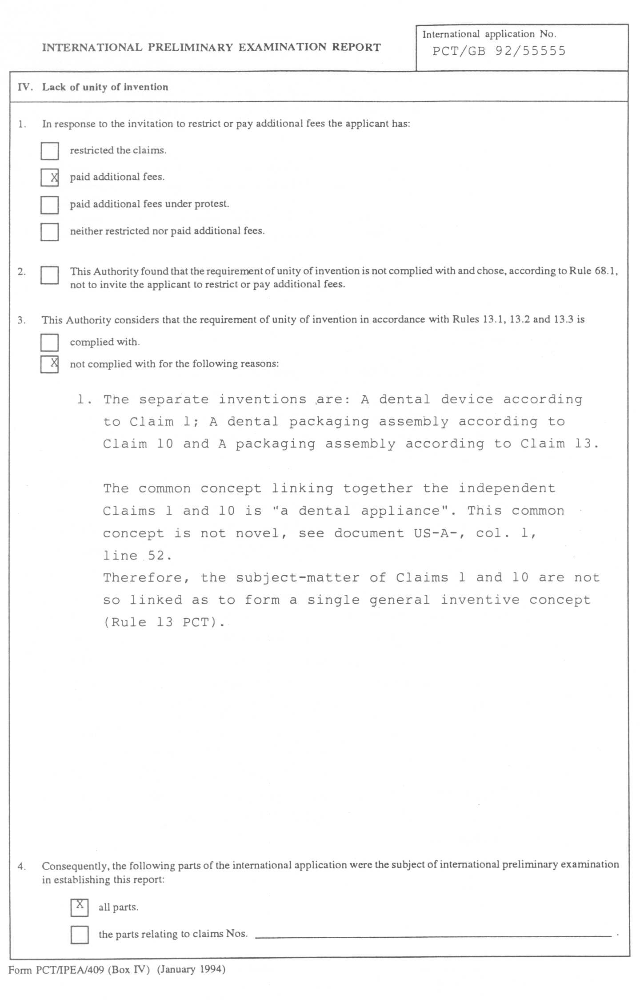 INTERNATIONAL PRELIMINARY EXAMINATION REPORT
International application No.
PCT/GB 92/55555
IV. Lack of unity of invention
1. In response to the invitation to restrict or pay additional fees the applicant has:
restricted the claims.
X paid additional fees.
paid additional fees under protest.
neither restricted nor paid additional fees.
2. This Authority found that the requirement of unity of invention is not complied with and chose, according to Rule 68.1,
not to invite the applicant to restrict or pay additional fees.
3. This Authority considers that the requirement of unity of invention in accordance with Rules 13.1, 13.2 and 13.3 is
complied with.
X not complied with for the following reasons:
1. The separate inventions are: A dental device according
to Claim 1; A dental packaging assembly according to
Claim 10 and A packaging assembly according to Claim 13.
The common concept linking together the independent
Claims 1 and 10 is "a dental appliance". This common
concept is not novel, see document US-A-, col. 1,
line 52.
Therefore, the subject-matter of Claims 1 and 10 are not
so linked as to form a single general inventive concept
(Rule 13 PCT).
4. Consequently, the following parts of the international application were the subject of international preliminary examination
in establishing this report:
X all parts.
the parts relating to claims Nos. .
Form PCT/IPEA/409 (Box IV) (January 1994)